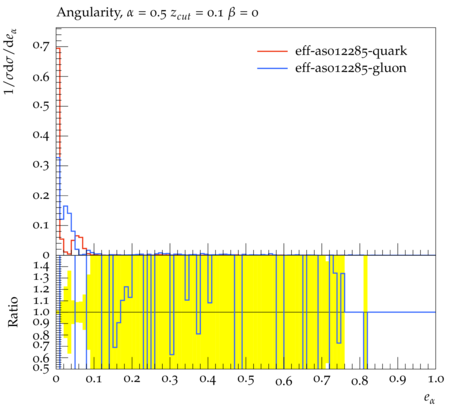 Angularity, α = 0.5 z_cut = 0.1 β = 0
1/σdσ/de_α
0.7
0.6
0.5
0.4
0.3
0.2
0.1
0
eff-as012285-quark
eff-as012285-gluon
Ratio
1.4
1.3
1.2
1.1
1.0
0.9
0.8
0.7
0.6
0.5
0 0.1 0.2 0.3 0.4 0.5 0.6 0.7 0.8 0.9 1.0
e_α